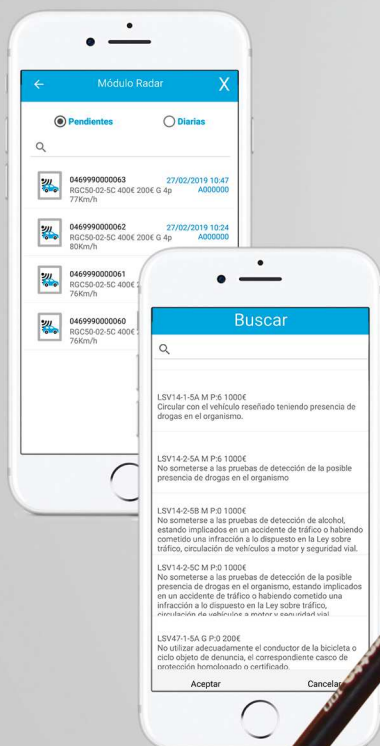 Módulo Radar X
Pendientes Diarias
0469990000063 27/02/2019 10:47
RGC50-02-5C 400€ 200€ G 4p A000000
77Km/h
0469990000062 27/02/2019 10:24
RGC50-02-5C 400€ 200€ G 4p A000000
80Km/h
0469990000061
RGC50-02-5C 400€
76Km/h
0469990000060
RGC50-02-5C 400€
76Km/h
Buscar
LSV14-1-5A M P:6 1000€
Circular con el vehículo reseñado teniendo presencia de
drogas en el organismo.
LSV14-2-5A M P:6 1000€
No someterse a las pruebas de detección de la posible
presencia de drogas en el organismo
LSV14-2-5B M P:0 1000€
No someterse a las pruebas de detección de alcohol,
estando implicados en un accidente de tráfico o habiendo
cometido una infracción a lo dispuesto en la Ley sobre
tráfico, circulación de vehículos a motor y seguridad vial.
LSV14-2-5C M P:0 1000€
No someterse a las pruebas de detección de la posible
presencia de drogas en el organismo, estando implicados
en un accidente de tráfico o habiendo cometido una
infracción a lo dispuesto en la Ley sobre tráfico,
circulación de vehículos a motor y seguridad vial
LSV47-1-5A G P:0 200€
No utilizar adecuadamente el conductor de la bicicleta o
ciclo objeto de denuncia, el correspondiente casco de
protección homologado o certificado.
Aceptar Cancelar